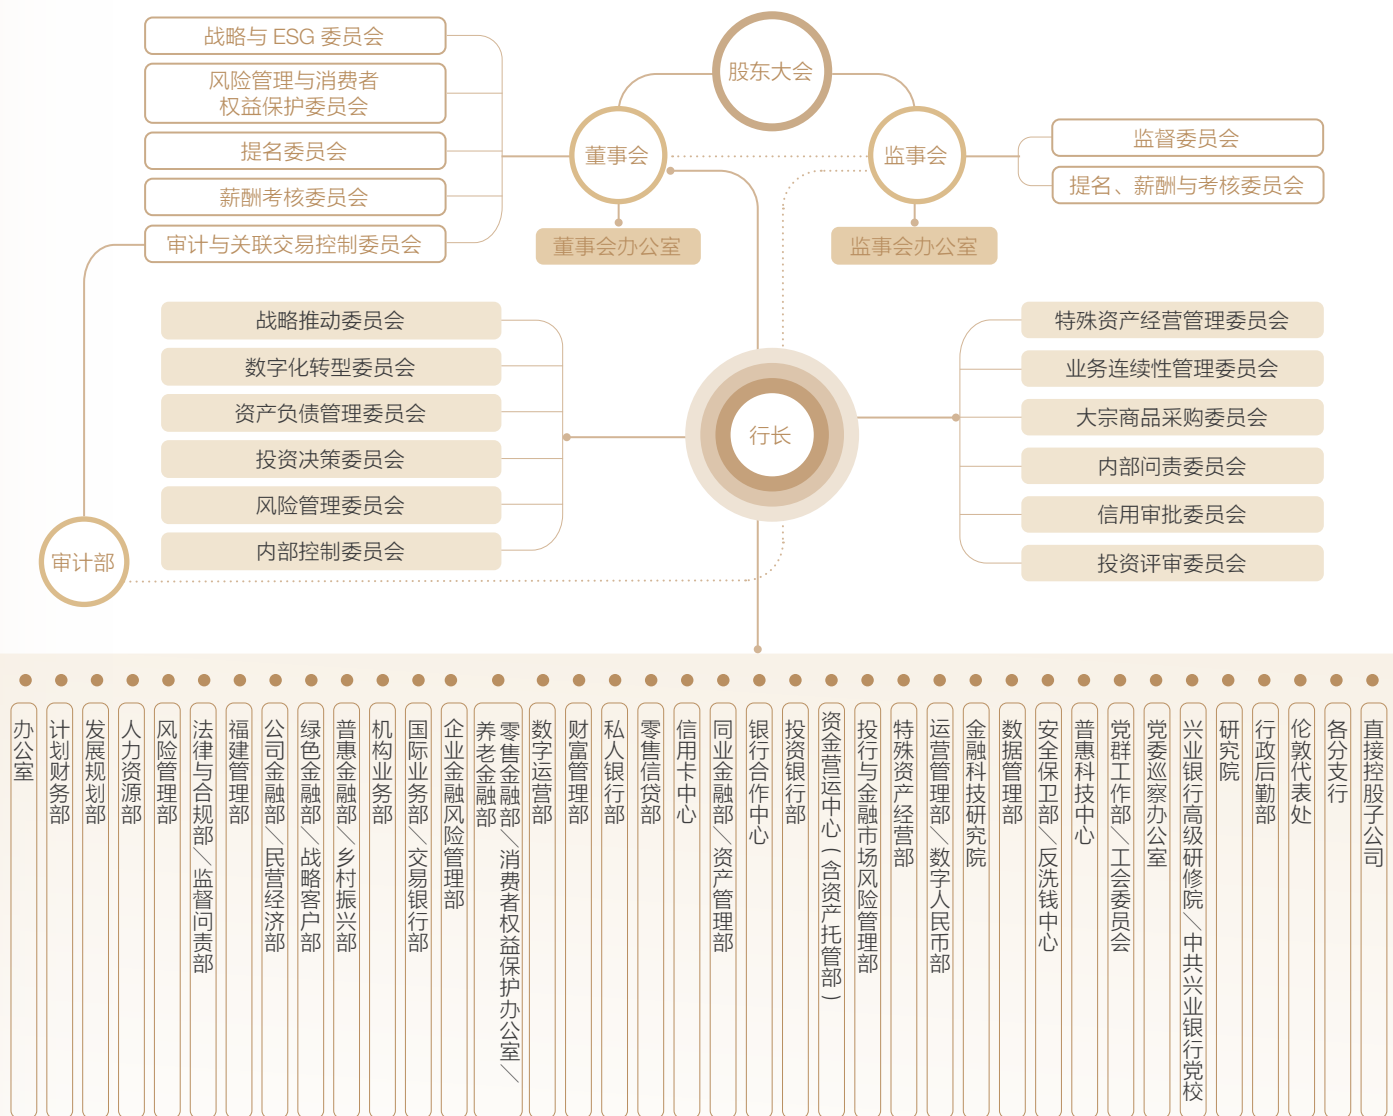 股东大会
董事会
监事会
战略与 ESG 委员会
风险管理与消费者
权益保护委员会
提名委员会
薪酬考核委员会
审计与关联交易控制委员会
监督委员会
提名、薪酬与考核委员会
董事会办公室
监事会办公室
战略推动委员会
数字化转型委员会
资产负债管理委员会
投资决策委员会
风险管理委员会
内部控制委员会
行长
特殊资产经营管理委员会
业务连续性管理委员会
大宗商品采购委员会
内部问责委员会
信用审批委员会
投资评审委员会
审计部
办公室
计划财务部
发展规划部
人力资源部
风险管理部
法律与合规部／监督问责部
福建管理部
公司金融部／民营经济部
绿色金融部／战略客户部
普惠金融部／乡村振兴部
机构业务部
国际业务部／交易银行部
企业金融风险管理部
零售金融部／消费者权益保护办公室／
养老金融部
数字运营部
财富管理部
私人银行部
零售信贷部
信用卡中心
同业金融部／资产管理部
银行合作中心
投资银行部
资金营运中心（含资产托管部）
投行与金融市场风险管理部
特殊资产经营部
运营管理部／数字人民币部
金融科技研究院
数据管理部
安全保卫部／反洗钱中心
普惠科技中心
党群工作部／工会委员会
党委巡察办公室
兴业银行高级研修院／中共兴业银行党校
研究院
行政后勤部
伦敦代表处
各分支行
直接控股子公司